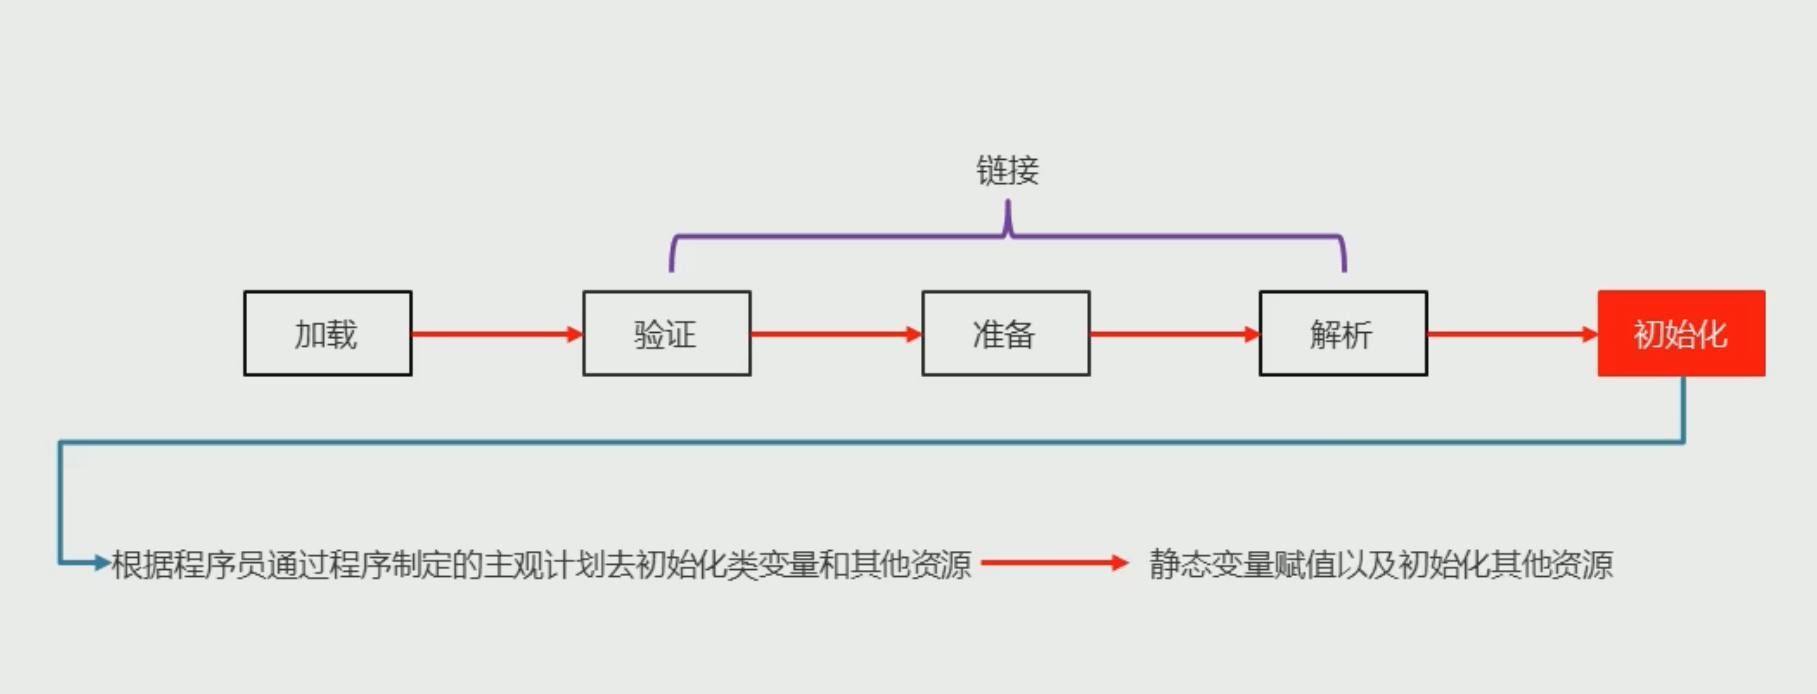 链接
加载
验证
准备
解析
初始化
根据程序员通过程序制定的主观计划去初始化类变量和其他资源
静态变量赋值以及初始化其他资源